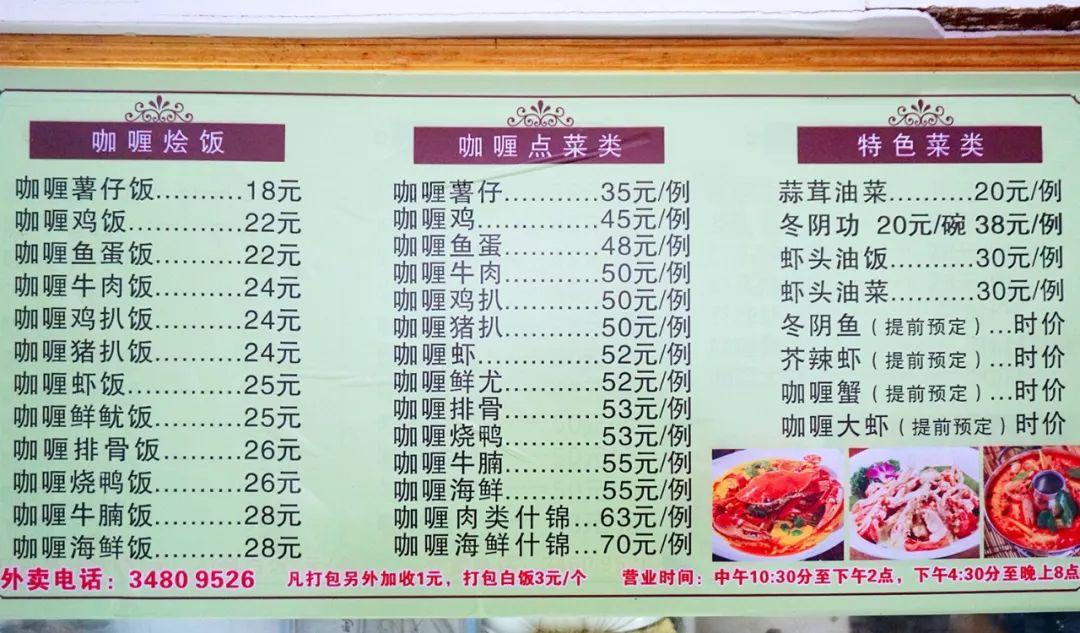 咖喱烩饭
咖喱薯仔饭............18元
咖喱鸡饭...............22元
咖喱鱼蛋饭............22元
咖喱牛肉饭............24元
咖喱鸡扒饭............24元
咖喱猪扒饭............24元
咖喱虾饭...............25元
咖喱鲜鱿饭............25元
咖喱排骨饭............26元
咖喱烧鸭饭............26元
咖喱牛腩饭............28元
咖喱海鲜饭............28元
咖喱点菜类
咖喱薯仔............35元/例
咖喱鸡...............45元/例
咖喱鱼蛋............48元/例
咖喱牛肉............50元/例
咖喱鸡扒............50元/例
咖喱猪扒............50元/例
咖喱虾...............52元/例
咖喱鲜尤............52元/例
咖喱排骨............53元/例
咖喱烧鸭............53元/例
咖喱牛腩............55元/例
咖喱海鲜............55元/例
咖喱肉类什锦...63元/例
咖喱海鲜什锦...70元/例
特色菜类
蒜茸油菜..........20元/例
冬阴功 20元/碗 38元/例
虾头油饭..........30元/例
虾头油菜..........30元/例
冬阴鱼（提前预定）...时价
芥辣虾（提前预定）...时价
咖喱蟹（提前预定）...时价
咖喱大虾（提前预定）时价
外卖电话：3480 9526 凡打包另外加收1元，打包白饭3元/个 营业时间：中午10:30分至下午2点，下午4:30分至晚上8点